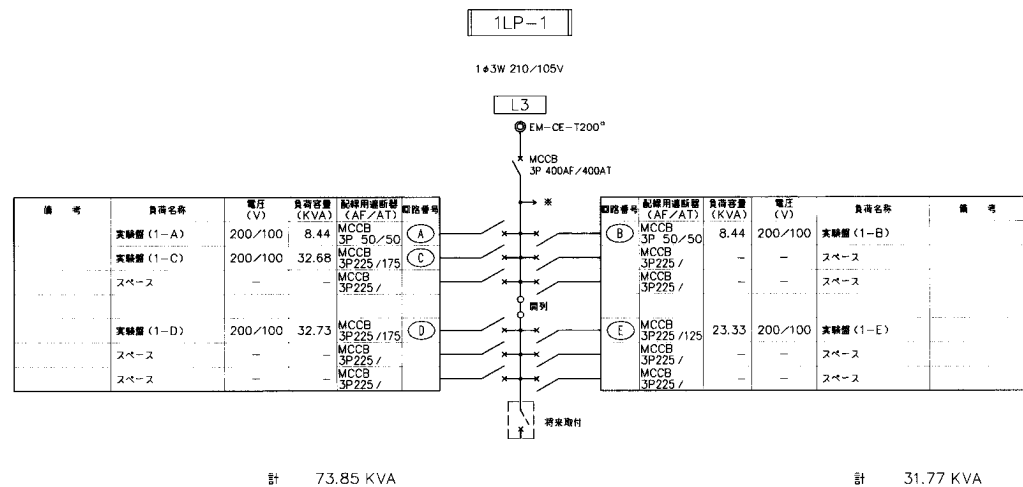 1LP-1
1φ3W 210/105V
L3
EM-CE-T200□
MCCB
3P 400AF/400AT
※
備 考 負荷名称 電圧(V) 負荷容量(KVA) 配線用遮断器(AF/AT) 回路番号
実験盤(1-A) 200/100 8.44 MCCB 3P 50/50 A
実験盤(1-C) 200/100 32.68 MCCB 3P225/175 C
スペース — — MCCB 3P225/
実験盤(1-D) 200/100 32.73 MCCB 3P225/175 D
スペース — — MCCB 3P225/
スペース — — MCCB 3P225/
回路番号 配線用遮断器(AF/AT) 負荷容量(KVA) 電圧(V) 負荷名称 備 考
B MCCB 3P 50/50 8.44 200/100 実験盤(1-B)
MCCB 3P225/ — — スペース
MCCB 3P225/ — — スペース
E MCCB 3P225/125 23.33 200/100 実験盤(1-E)
MCCB 3P225/ — — スペース
MCCB 3P225/ — — スペース
開列
将来取付
計 73.85 KVA
計 31.77 KVA